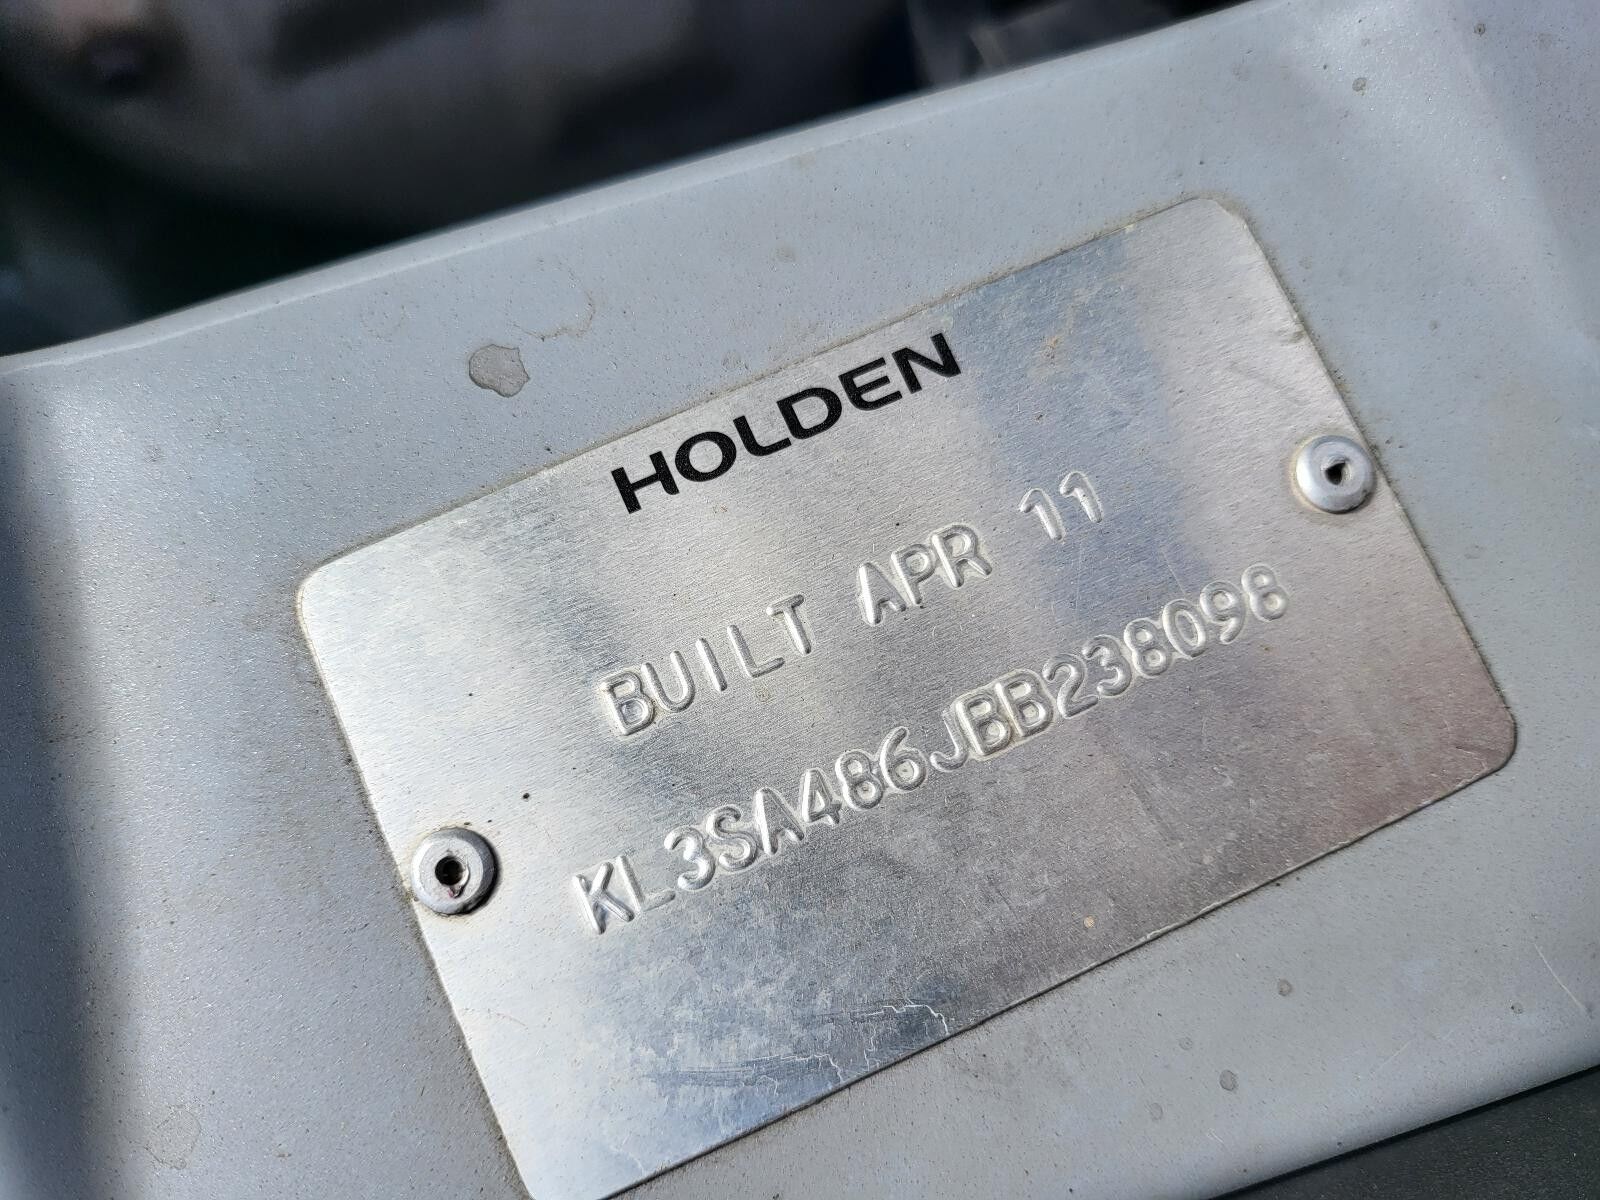 HOLDEN
BUILT APR 11
KL3SA486JBB238098